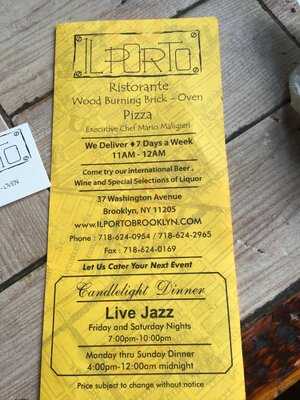 IL PORTO
Ristorante
Wood Burning Brick - Oven
Pizza
Executive Chef Mario Maligieri
We Deliver ♦ 7 Days a Week
11AM - 12AM
Come try our international Beer,
Wine and Special Selections of Liquor
37 Washington Avenue
Brooklyn, NY 11205
www.ILPORTOBROOKLYN.COM
Phone : 718-624-0954 / 718-624-2965
Fax : 718-624-0169
Let Us Cater Your Next Event
Candlelight Dinner
Live Jazz
Friday and Saturday Nights
7:00pm-10:00pm
Monday thru Sunday Dinner
4:00pm-12:00am midnight
Price subject to change without notice
- OVEN